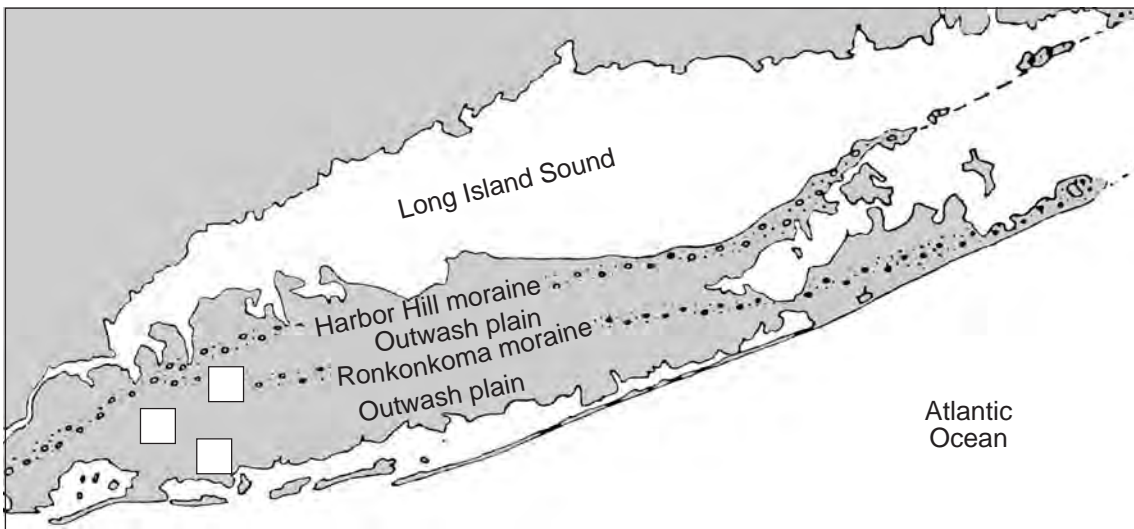 Long Island Sound
Harbor Hill moraine
Outwash plain
Ronkonkoma moraine
Outwash plain
Atlantic
Ocean